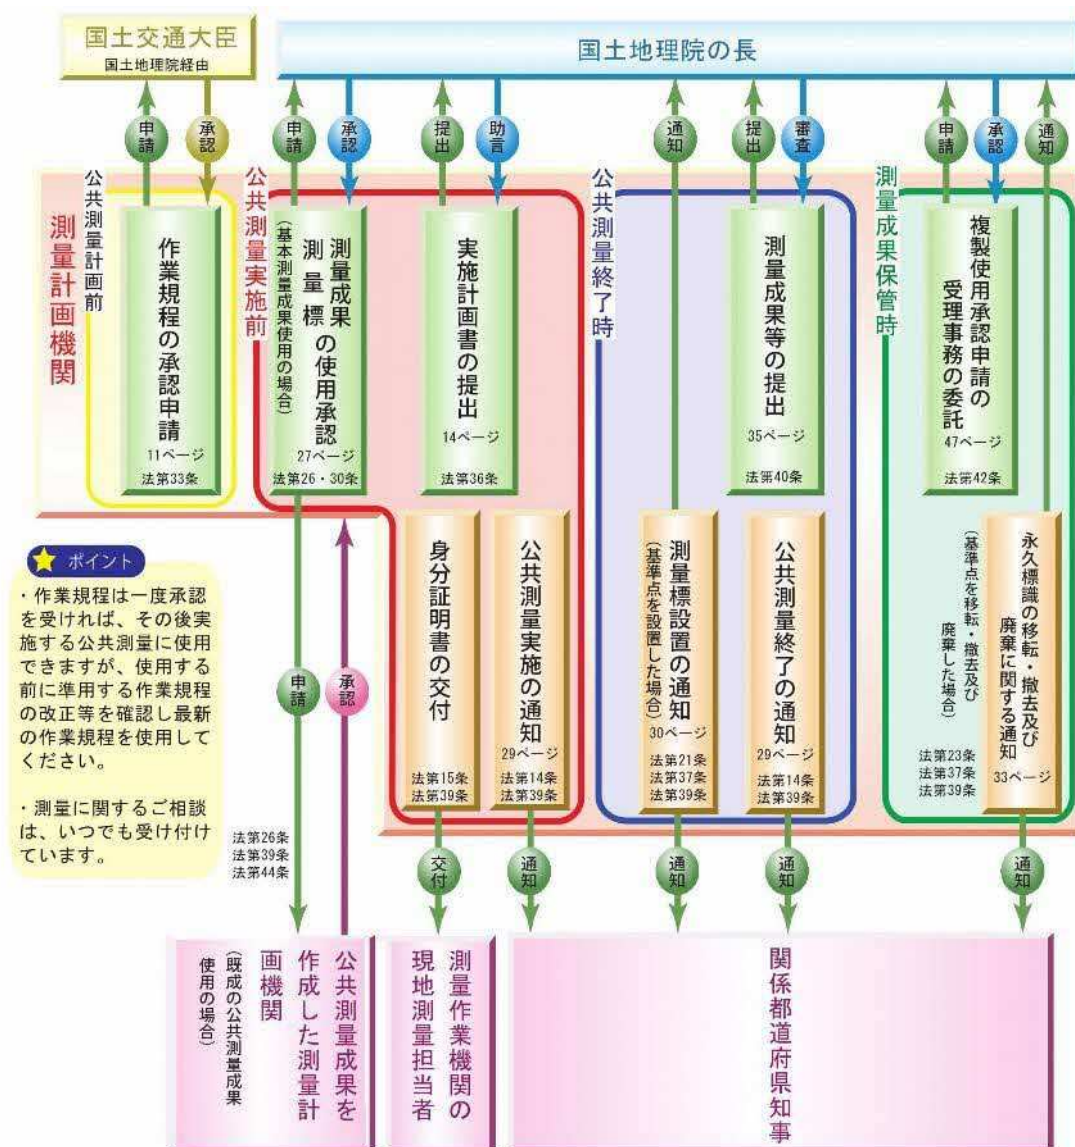 国土交通大臣
国土地理院経由
国土地理院の長
申請
承認
申請
承認
提出
助言
通知
提出
審査
申請
承認
通知
測量計画機関
公共測量計画前
作業規程の承認申請
11ページ
法第33条
公共測量実施前
測量成果
測量標
の使用承認
(基本測量成果使用の場合)
27ページ
法第26・30条
実施計画書の提出
14ページ
法第36条
公共測量終了時
測量成果等の提出
35ページ
法第40条
測量成果保管時
複製使用承認申請の
受理事務の委託
47ページ
法第42条
身分証明書の交付
法第15条
法第39条
公共測量実施の通知
29ページ
法第14条
法第39条
測量標設置の通知
(基準点を設置した場合)
30ページ
法第21条
法第37条
法第39条
公共測量終了の通知
29ページ
法第14条
法第39条
永久標識の移転・撤去及び
廃棄に関する通知
33ページ
(基準点を移転・撤去及び
廃棄した場合)
法第23条
法第37条
法第39条
ポイント
・作業規程は一度承認
を受ければ、その後実
施する公共測量に使用
できますが、使用する
前に準用する作業規程
の改正等を確認し最新
の作業規程を使用して
ください。
・測量に関するご相談
は、いつでも受け付け
ています。
申請
承認
法第26条
法第39条
法第44条
交付
通知
通知
通知
通知
公共測量成果を
作成した測量計
画機関
(既成の公共測量成果
使用の場合)
測量作業機関の
現地測量担当者
関係都道府県知事